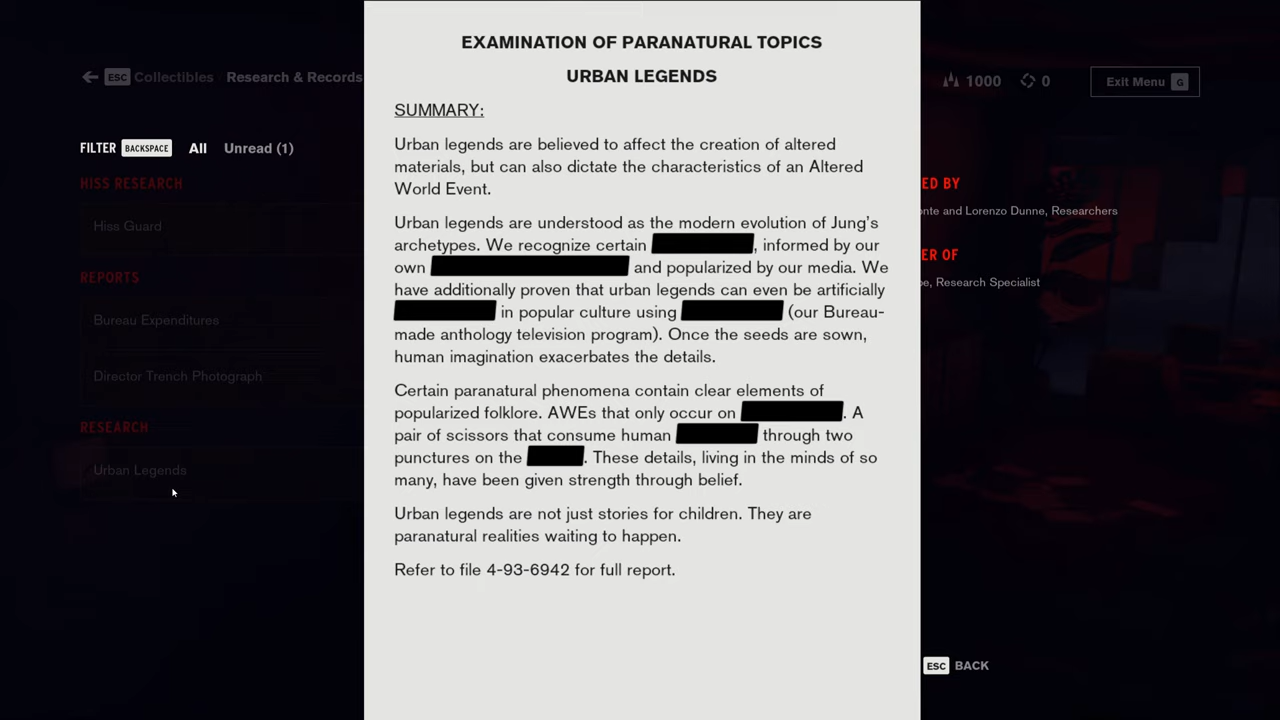 EXAMINATION OF PARANATURAL TOPICS
URBAN LEGENDS
ESC Collectibles Research & Records
1000 0 Exit Menu G
SUMMARY:
FILTER BACKSPACE All Unread (1)
Urban legends are believed to affect the creation of altered
materials, but can also dictate the characteristics of an Altered
World Event.
Urban legends are understood as the modern evolution of Jung's
archetypes. We recognize certain , informed by our
own and popularized by our media. We
have additionally proven that urban legends can even be artificially
in popular culture using (our Bureau-
made anthology television program). Once the seeds are sown,
human imagination exacerbates the details.
Certain paranatural phenomena contain clear elements of
popularized folklore. AWEs that only occur on . A
pair of scissors that consume human through two
punctures on the . These details, living in the minds of so
many, have been given strength through belief.
Urban legends are not just stories for children. They are
paranatural realities waiting to happen.
Refer to file 4-93-6942 for full report.
HISS RESEARCH
Hiss Guard
REPORTS
Bureau Expenditures
Director Trench Photograph
RESEARCH
Urban Legends
BY
and Lorenzo Dunne, Researchers
OF
Research Specialist
ESC BACK